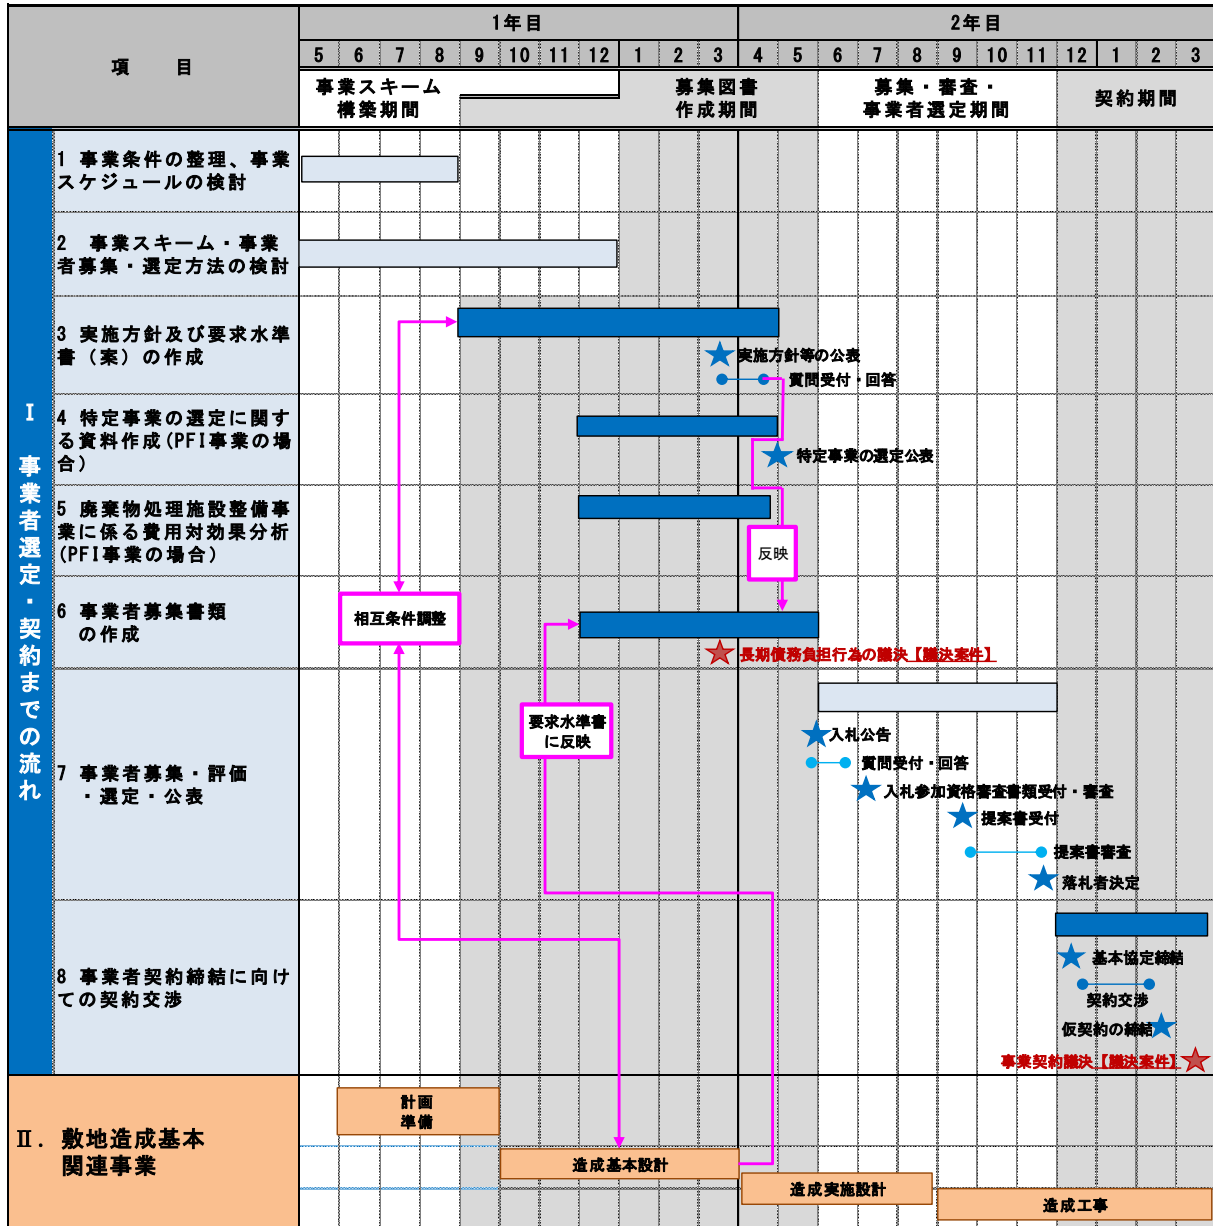 項　目
1年目
2年目
5 6 7 8 9 10 11 12 1 2 3 4 5 6 7 8 9 10 11 12 1 2 3
事業スキーム
構築期間
募集図書
作成期間
募集・審査・
事業者選定期間
契約期間
Ⅰ 事業者選定・契約までの流れ
1 事業条件の整理、事業
スケジュールの検討
2 事業スキーム・事業
者募集・選定方法の検討
3 実施方針及び要求水準
書（案）の作成
実施方針等の公表
質問受付・回答
4 特定事業の選定に関す
る資料作成(PFI事業の場
合)
特定事業の選定公表
5 廃棄物処理施設整備事
業に係る費用対効果分析
(PFI事業の場合)
反映
6 事業者募集書類
の作成
相互条件調整
長期債務負担行為の議決【議決案件】
7 事業者募集・評価
・選定・公表
要求水準書
に反映
入札公告
質問受付・回答
入札参加資格審査書類受付・審査
提案書受付
提案書審査
落札者決定
8 事業者契約締結に向け
ての契約交渉
基本協定締結
契約交渉
仮契約の締結
事業契約議決【議決案件】
Ⅱ．敷地造成基本
関連事業
計画
準備
造成基本設計
造成実施設計
造成工事